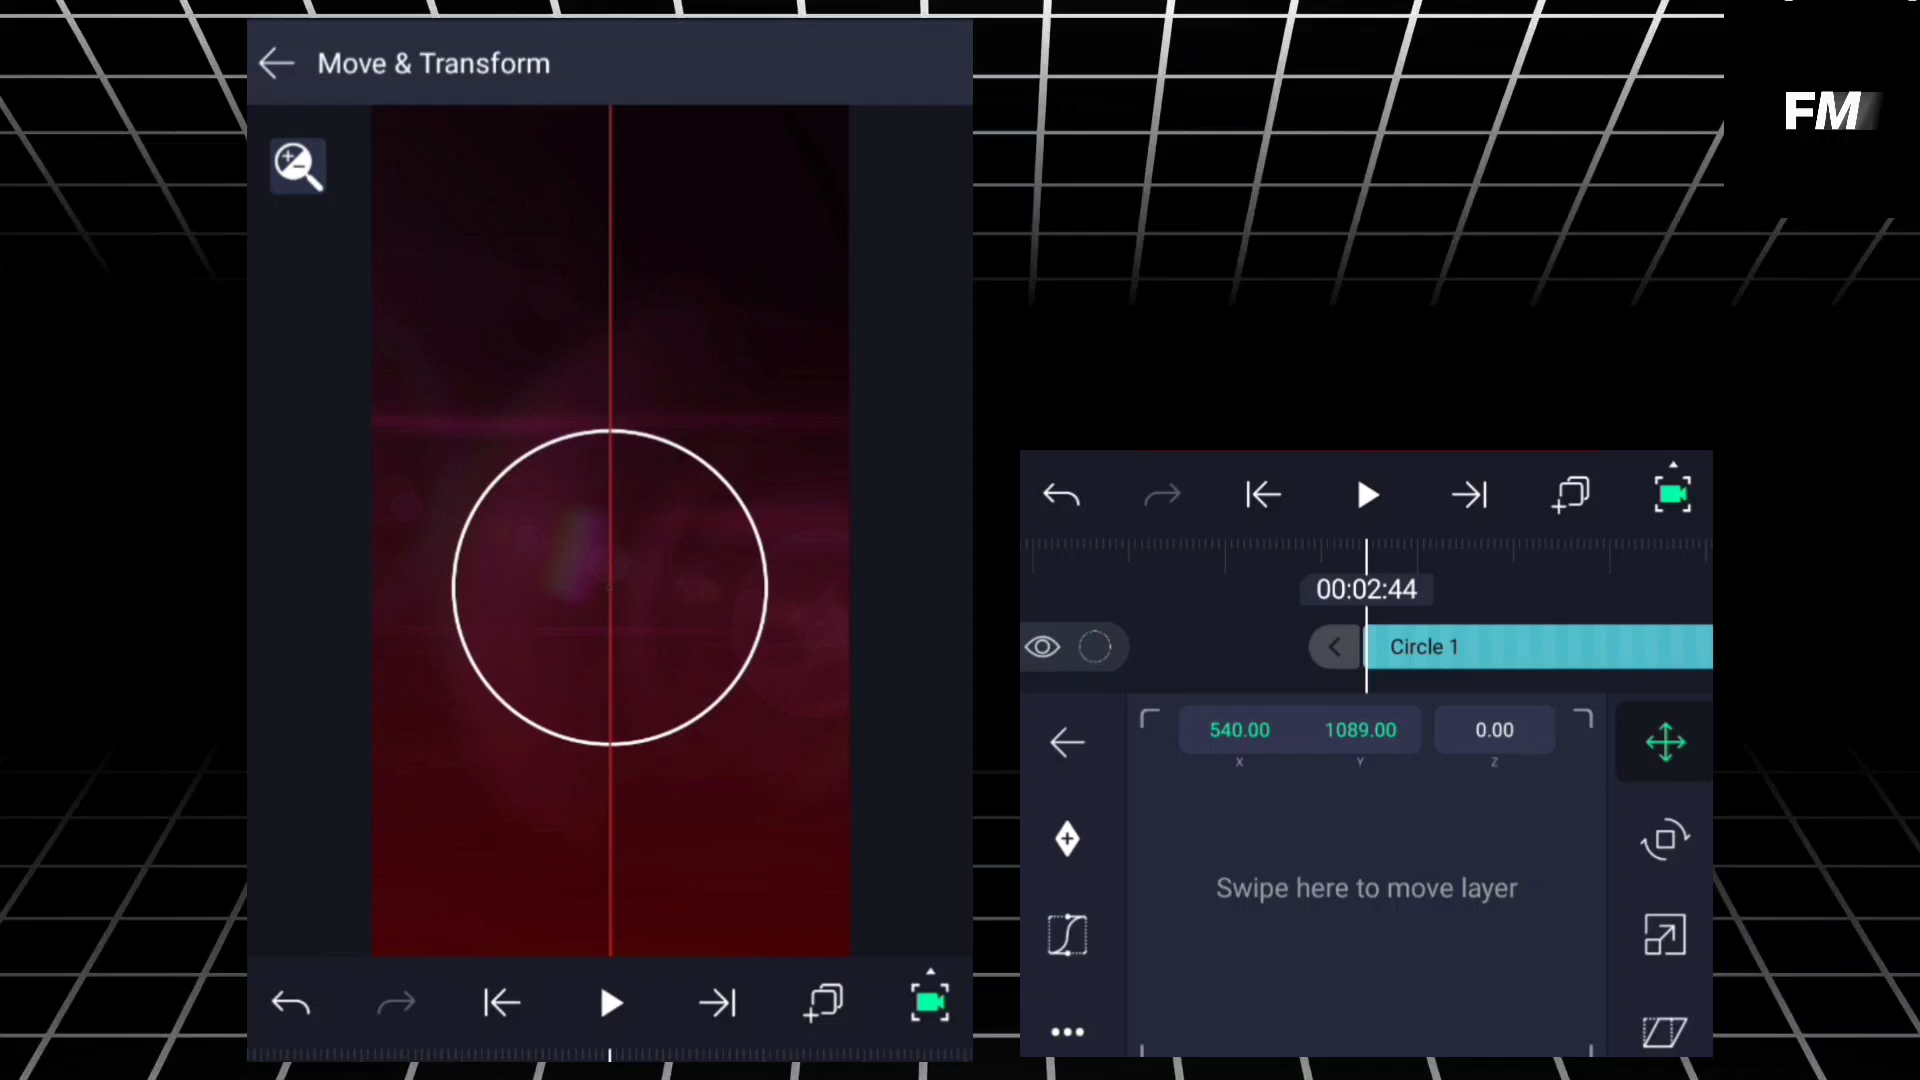 Move & Transform
FM
00:02:44
Circle 1
540.00 1089.00 0.00
X Y Z
Swipe here to move layer